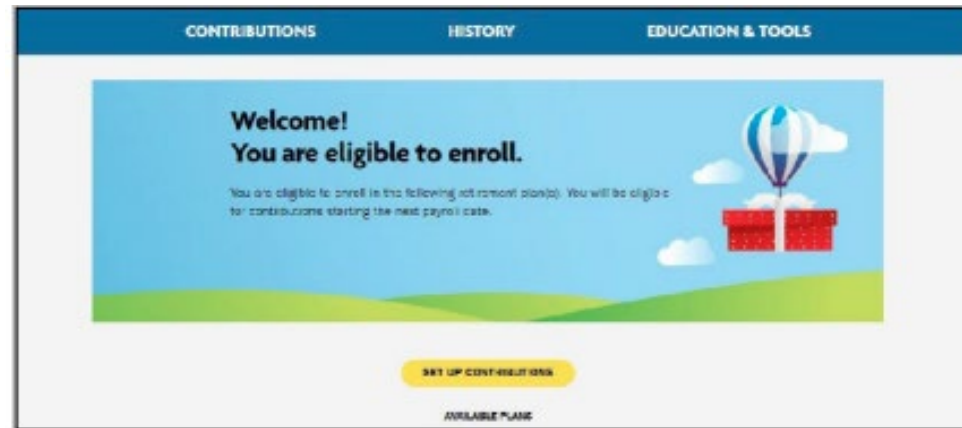 CONTRIBUTIONS HISTORY EDUCATION & TOOLS
Welcome!
You are eligible to enroll.
You are eligible to enroll in the following retirement plan(s). You will be eligible
for contributions starting the next payroll date.
SET UP CONTRIBUTIONS
AVAILABLE PLANS